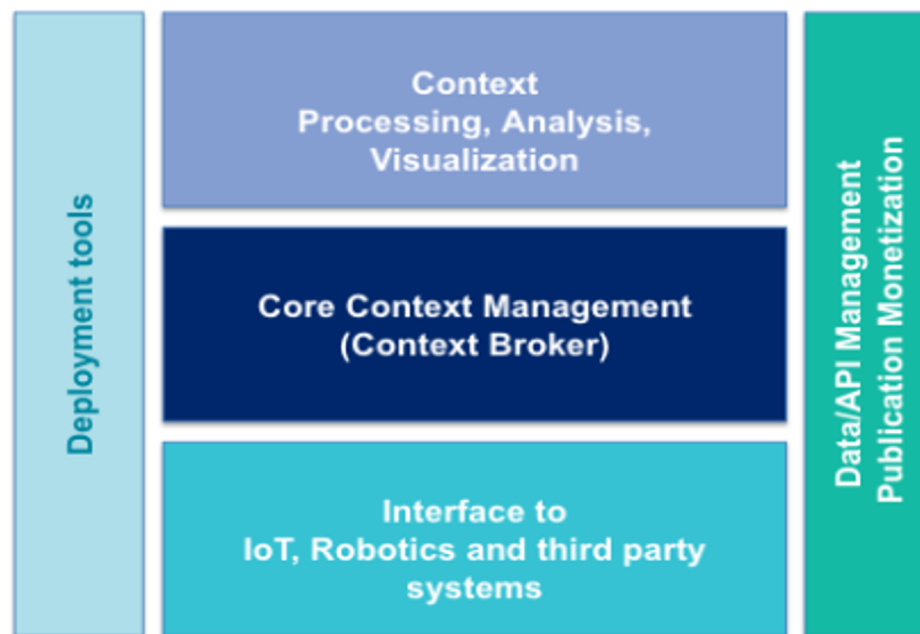 Deployment tools
Context
Processing, Analysis,
Visualization
Core Context Management
(Context Broker)
Interface to
IoT, Robotics and third party
systems
Data/API Management
Publication Monetization